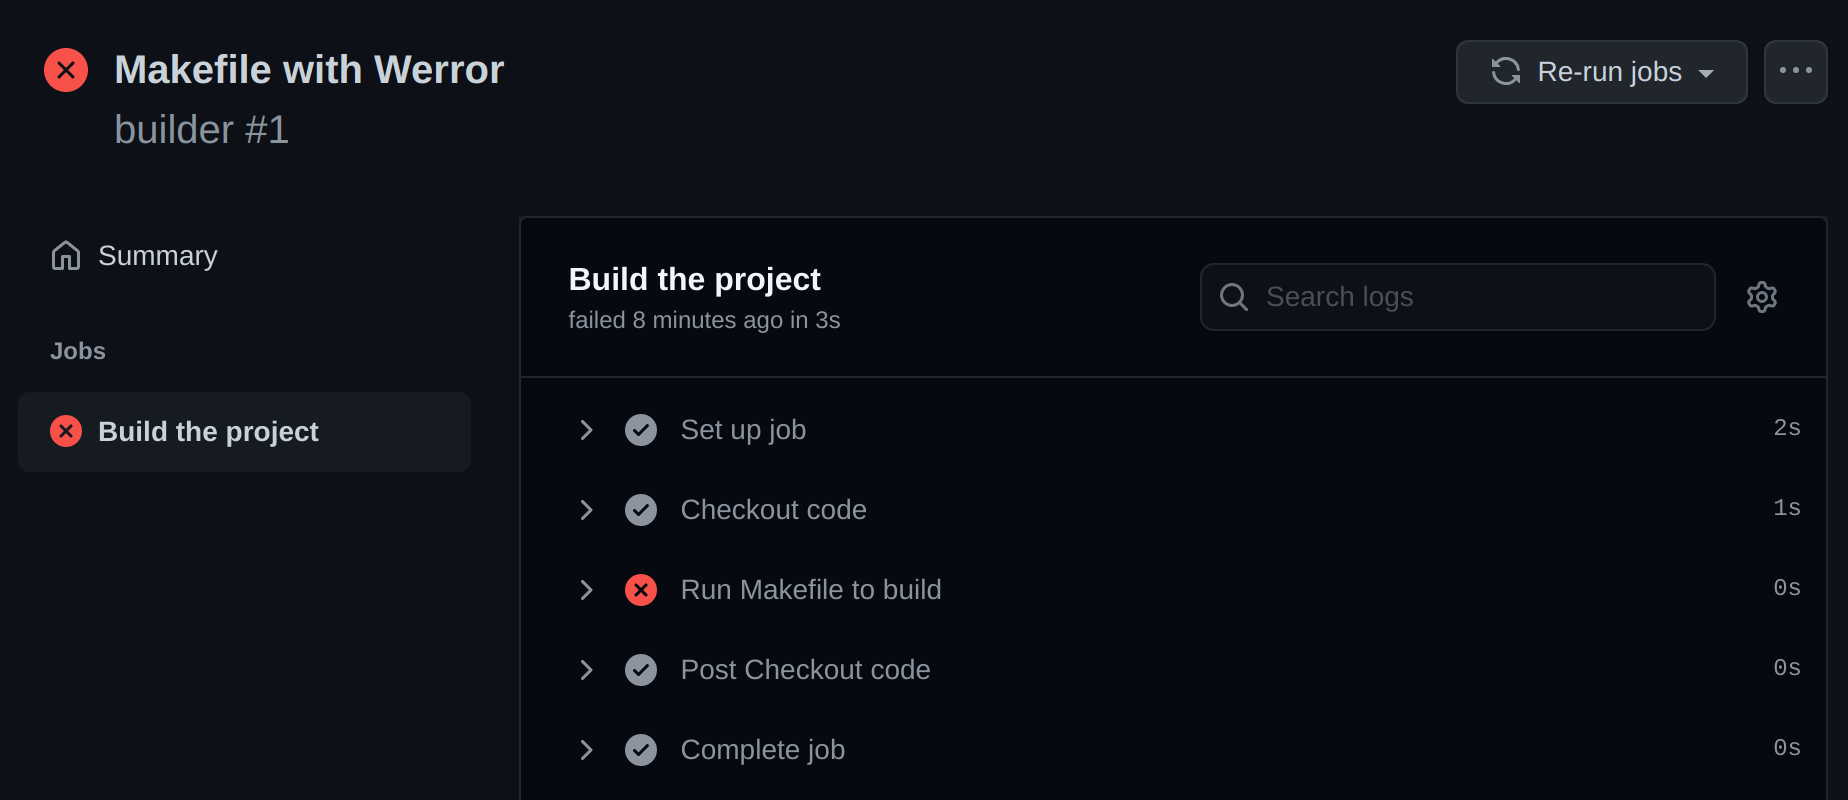 Makefile with Werror
builder #1
Re-run jobs
Summary
Jobs
Build the project
Build the project
failed 8 minutes ago in 3s
Search logs
Set up job 2s
Checkout code 1s
Run Makefile to build 0s
Post Checkout code 0s
Complete job 0s